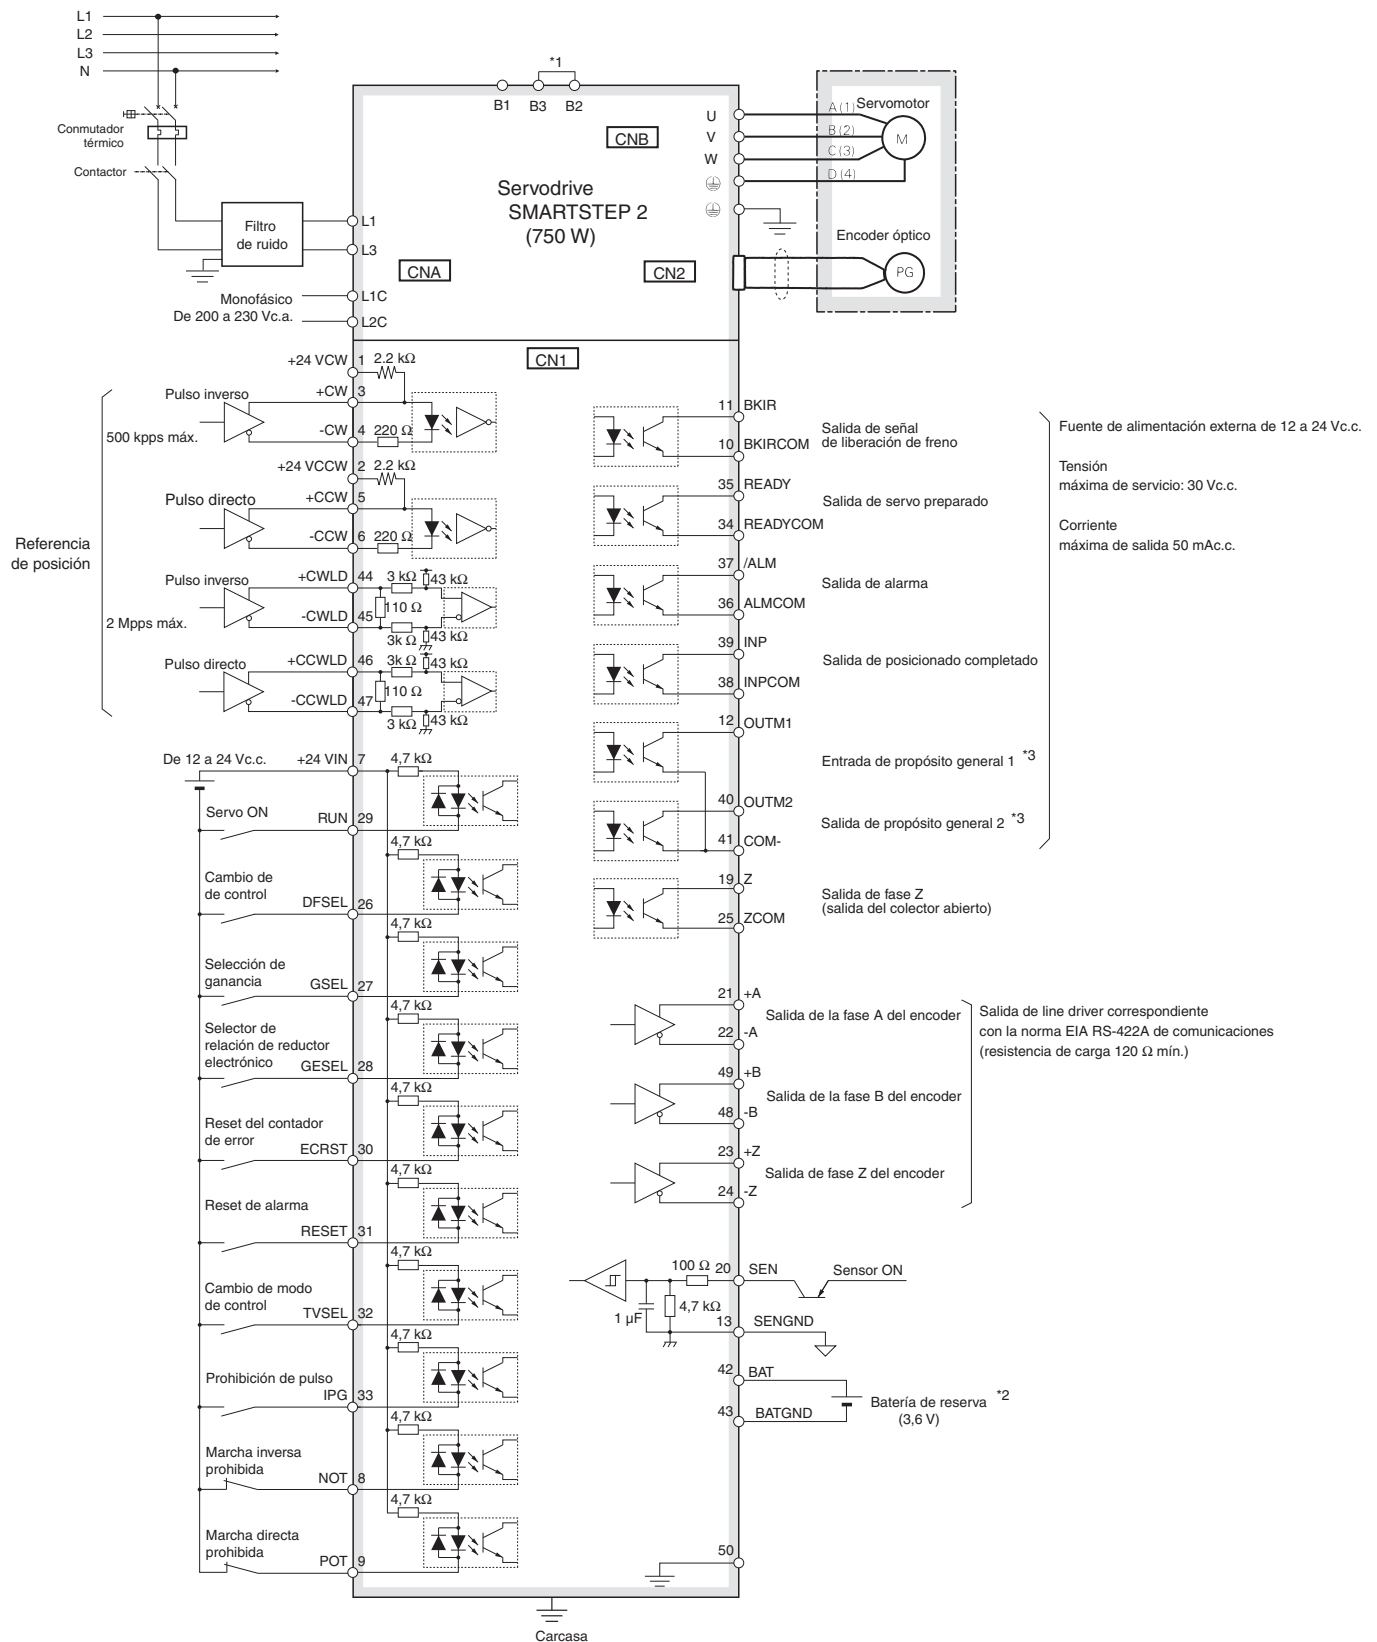 L1
L2
L3
N
Conmutador
térmico
Contactor
Filtro
de ruido
L1
L3
Monofásico
De 200 a 230 Vc.a.
L1C
L2C
*1
B1 B3 B2
CNB
Servodrive
SMARTSTEP 2
(750 W)
CNA
CN2
U
V
W
A (1)
B (2)
C (3)
D (4)
Servomotor
M
Encoder óptico
PG
CN1
Referencia
de posición
+24 VCW 1 2.2 kΩ
Pulso inverso
+CW 3
500 kpps máx.
-CW 4 220 Ω
+24 VCCW 2 2.2 kΩ
Pulso directo
+CCW 5
-CCW 6 220 Ω
Pulso inverso
+CWLD 44 3 kΩ 43 kΩ
110 Ω
2 Mpps máx.
-CWLD 45 3k Ω 43 kΩ
Pulso directo
+CCWLD 46 3k Ω 43 kΩ
110 Ω
-CCWLD 47 3 kΩ 43 kΩ
De 12 a 24 Vc.c.
+24 VIN 7 4,7 kΩ
Servo ON
RUN 29
4,7 kΩ
Cambio de
de control
DFSEL 26
4,7 kΩ
Selección de
ganancia
GSEL 27
4,7 kΩ
Selector de
relación de reductor
electrónico
GESEL 28
4,7 kΩ
Reset del contador
de error
ECRST 30
4,7 kΩ
Reset de alarma
RESET 31
4,7 kΩ
Cambio de modo
de control
TVSEL 32
4,7 kΩ
Prohibición de pulso
IPG 33
4,7 kΩ
Marcha inversa
prohibida
NOT 8
4,7 kΩ
Marcha directa
prohibida
POT 9
11 BKIR
Salida de señal
de liberación de freno
10 BKIRCOM
35 READY
Salida de servo preparado
34 READYCOM
37 /ALM
Salida de alarma
36 ALMCOM
39 INP
Salida de posicionado completado
38 INPCOM
12 OUTM1
Entrada de propósito general 1 *3
40 OUTM2
Salida de propósito general 2 *3
41 COM-
19 Z
Salida de fase Z
(salida del colector abierto)
25 ZCOM
Fuente de alimentación externa de 12 a 24 Vc.c.
Tensión
máxima de servicio: 30 Vc.c.
Corriente
máxima de salida 50 mAc.c.
21 +A
Salida de la fase A del encoder
22 -A
49 +B
Salida de la fase B del encoder
48 -B
23 +Z
Salida de fase Z del encoder
24 -Z
Salida de line driver correspondiente
con la norma EIA RS-422A de comunicaciones
(resistencia de carga 120 Ω mín.)
100 Ω 20 SEN
Sensor ON
1 µF 4,7 kΩ
13 SENGND
42 BAT
Batería de reserva *2
(3,6 V)
43 BATGND
50
Carcasa